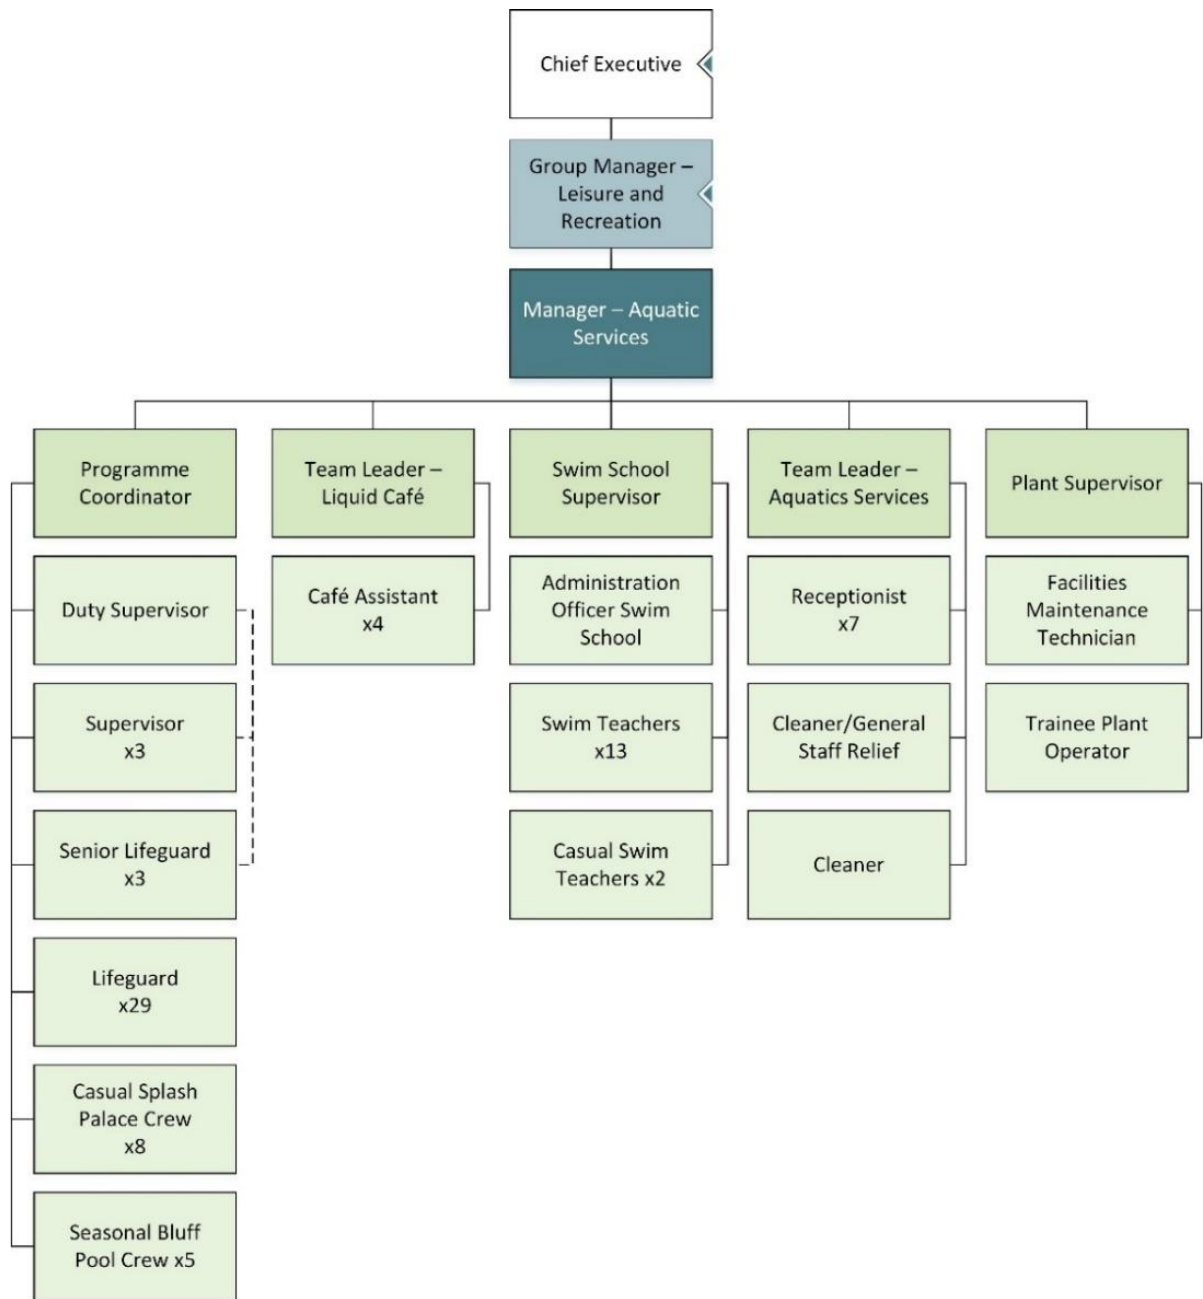 Chief Executive
Group Manager –
Leisure and
Recreation
Manager – Aquatic
Services
Programme
Coordinator
Duty Supervisor
Supervisor
x3
Senior Lifeguard
x3
Lifeguard
x29
Casual Splash
Palace Crew
x8
Seasonal Bluff
Pool Crew x5
Team Leader –
Liquid Café
Café Assistant
x4
Swim School
Supervisor
Administration
Officer Swim
School
Swim Teachers
x13
Casual Swim
Teachers x2
Team Leader –
Aquatics Services
Receptionist
x7
Cleaner/General
Staff Relief
Cleaner
Plant Supervisor
Facilities
Maintenance
Technician
Trainee Plant
Operator